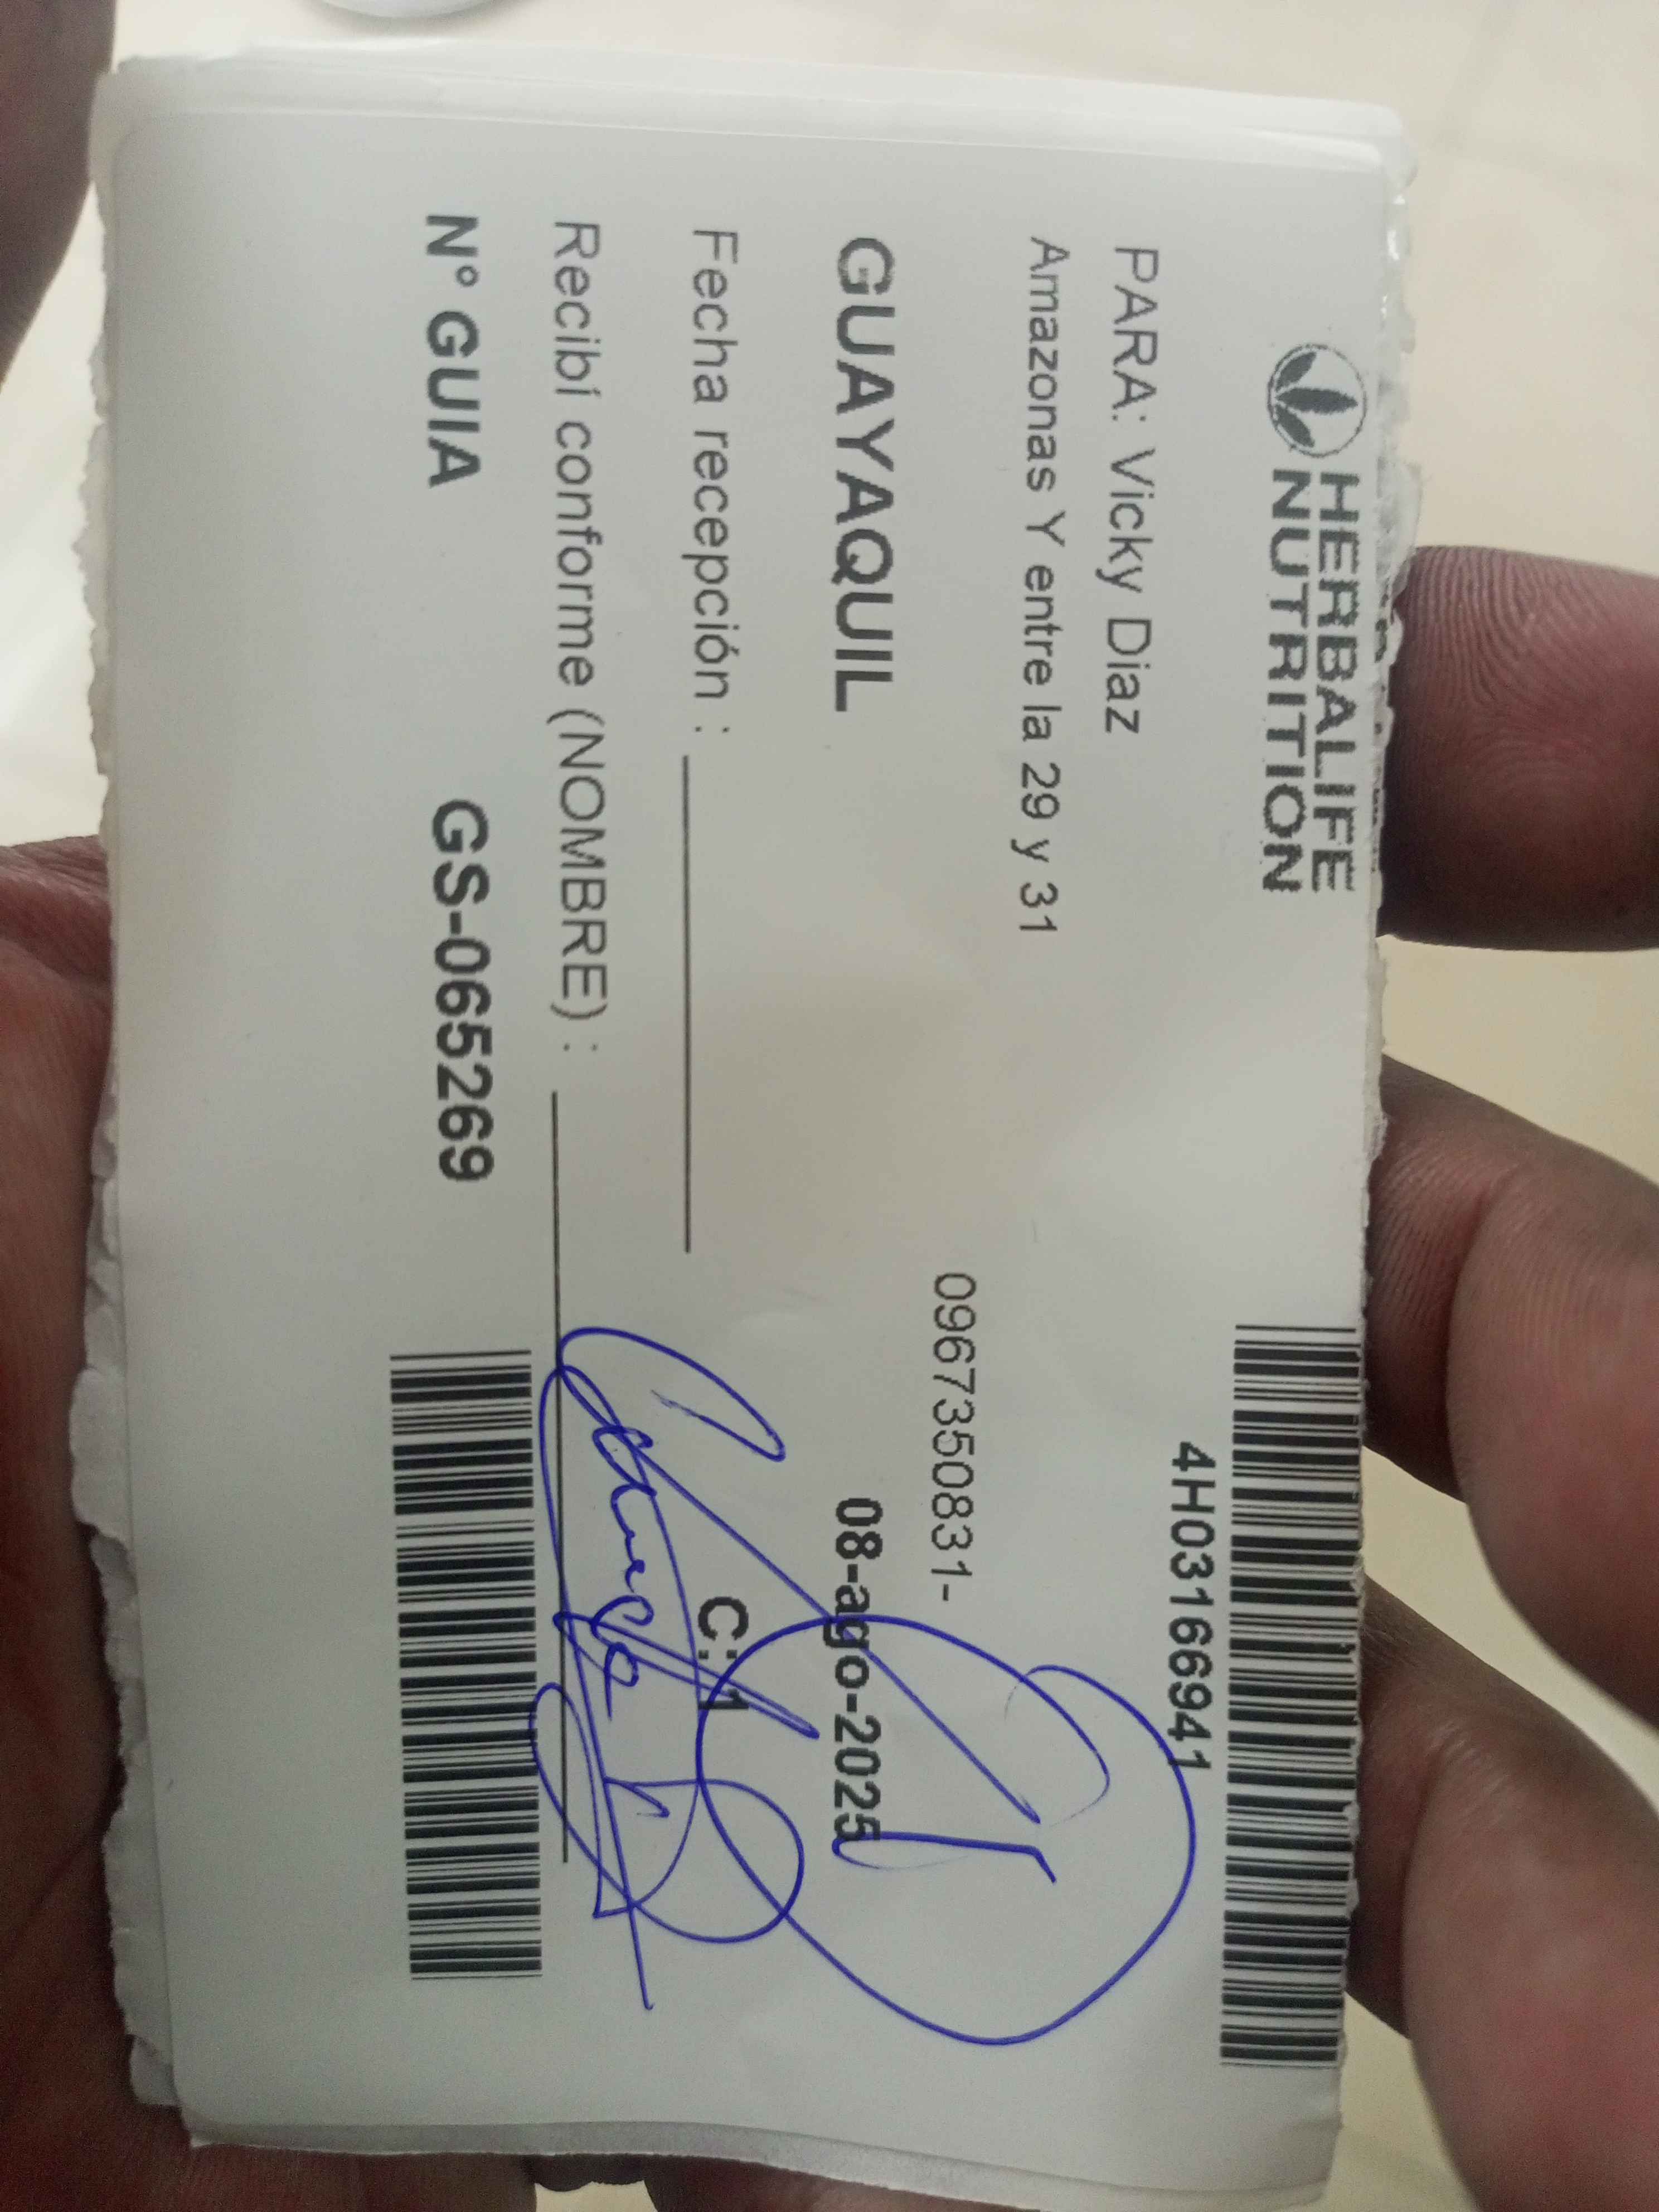 HERBALIFE
NUTRITION
4H03166941
PARA: Vicky Diaz
Amazonas Y entre la 29 y 31
0967350831-
GUAYAQUIL
08-ago-2025
Fecha recepción :
C: 1
Recibí conforme (NOMBRE) :
N° GUIA GS-065269